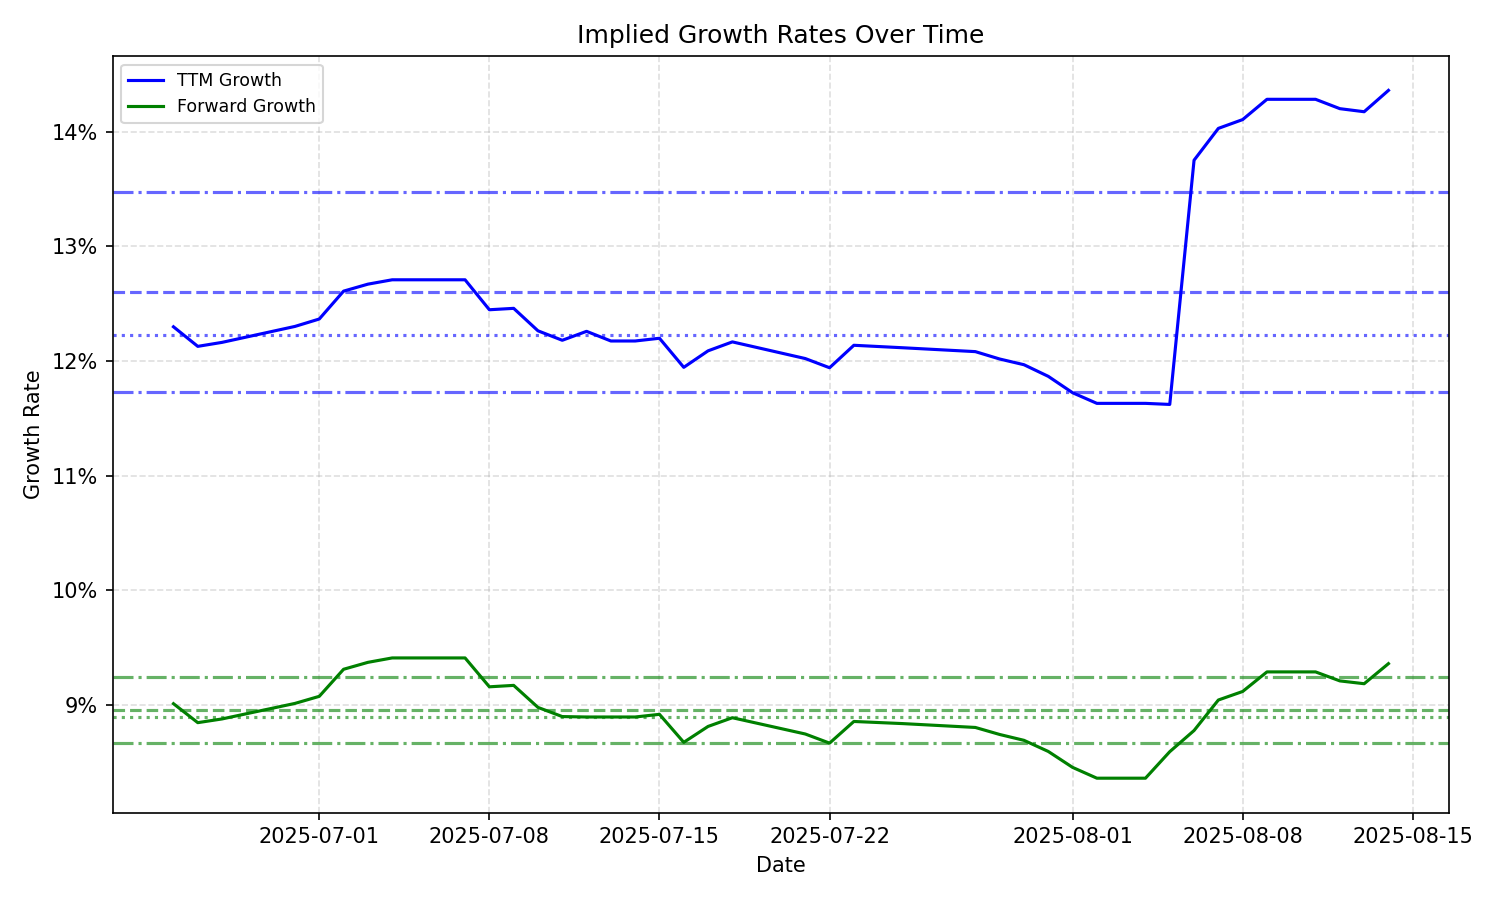 Implied Growth Rates Over Time
TTM Growth
Forward Growth
14%
13%
12%
11%
10%
9%
Growth Rate
2025-07-01
2025-07-08
2025-07-15
2025-07-22
2025-08-01
2025-08-08
2025-08-15
Date